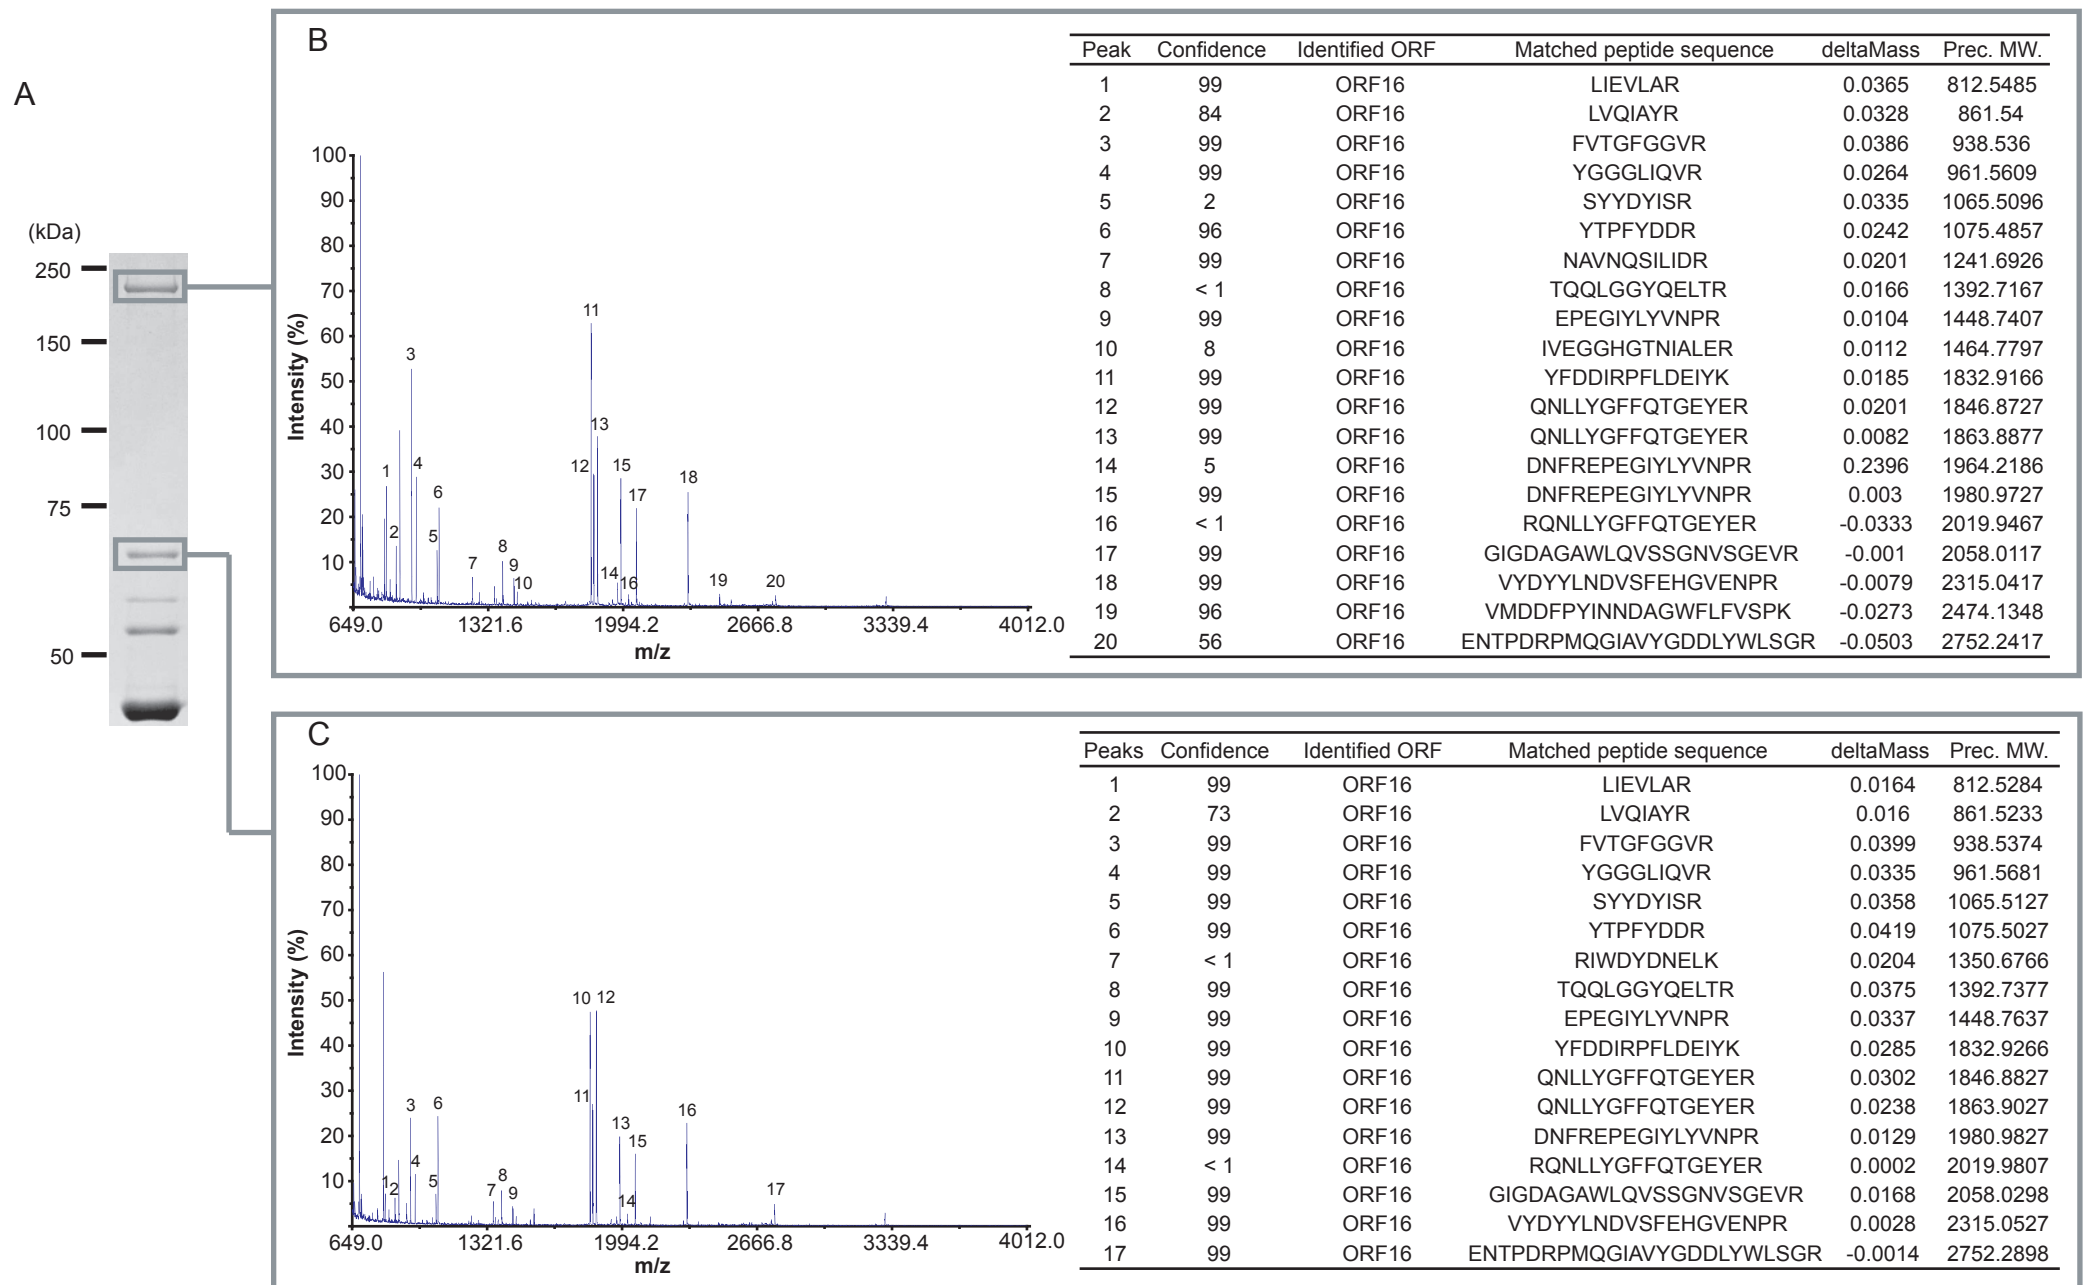 A
(kDa)
250
150
100
75
50
B
Intensity (%)
100
90
80
70
60
50
40
30
20
10
1
2
3
4
5
6
7
8
9
10
11
12
13
14
15
16
17
18
19
20
649.0 1321.6 1994.2 2666.8 3339.4 4012.0
m/z
Peak Confidence Identified ORF Matched peptide sequence deltaMass Prec. MW.
1 99 ORF16 LIEVLAR 0.0365 812.5485
2 84 ORF16 LVQIAYR 0.0328 861.54
3 99 ORF16 FVTGFGGVR 0.0386 938.536
4 99 ORF16 YGGGLIQVR 0.0264 961.5609
5 2 ORF16 SYYDYISR 0.0335 1065.5096
6 96 ORF16 YTPFYDDR 0.0242 1075.4857
7 99 ORF16 NAVNQSILIDR 0.0201 1241.6926
8 < 1 ORF16 TQQLGGYQELTR 0.0166 1392.7167
9 99 ORF16 EPEGIYLYVNPR 0.0104 1448.7407
10 8 ORF16 IVEGGHGTNIALER 0.0112 1464.7797
11 99 ORF16 YFDDIRPFLDEIYK 0.0185 1832.9166
12 99 ORF16 QNLLYGFFQTGEYER 0.0201 1846.8727
13 99 ORF16 QNLLYGFFQTGEYER 0.0082 1863.8877
14 5 ORF16 DNFREPEGIYLYVNPR 0.2396 1964.2186
15 99 ORF16 DNFREPEGIYLYVNPR 0.003 1980.9727
16 < 1 ORF16 RQNLLYGFFQTGEYER -0.0333 2019.9467
17 99 ORF16 GIGDAGAWLQVSSGNVSGEVR -0.001 2058.0117
18 99 ORF16 VYDYYLNDVSFEHGVENPR -0.0079 2315.0417
19 96 ORF16 VMDDFPYINNDAGWFLFVSPK -0.0273 2474.1348
20 56 ORF16 ENTPDRPMQGIAVYGDDLYWLSGR -0.0503 2752.2417
C
Intensity (%)
100
90
80
70
60
50
40
30
20
10
1
2
3
4
5
6
7
8
9
10
11
12
13
14
15
16
17
649.0 1321.6 1994.2 2666.8 3339.4 4012.0
m/z
Peaks Confidence Identified ORF Matched peptide sequence deltaMass Prec. MW.
1 99 ORF16 LIEVLAR 0.0164 812.5284
2 73 ORF16 LVQIAYR 0.016 861.5233
3 99 ORF16 FVTGFGGVR 0.0399 938.5374
4 99 ORF16 YGGGLIQVR 0.0335 961.5681
5 99 ORF16 SYYDYISR 0.0358 1065.5127
6 99 ORF16 YTPFYDDR 0.0419 1075.5027
7 < 1 ORF16 RIWDYDNELK 0.0204 1350.6766
8 99 ORF16 TQQLGGYQELTR 0.0375 1392.7377
9 99 ORF16 EPEGIYLYVNPR 0.0337 1448.7637
10 99 ORF16 YFDDIRPFLDEIYK 0.0285 1832.9266
11 99 ORF16 QNLLYGFFQTGEYER 0.0302 1846.8827
12 99 ORF16 QNLLYGFFQTGEYER 0.0238 1863.9027
13 99 ORF16 DNFREPEGIYLYVNPR 0.0129 1980.9827
14 < 1 ORF16 RQNLLYGFFQTGEYER 0.0002 2019.9807
15 99 ORF16 GIGDAGAWLQVSSGNVSGEVR 0.0168 2058.0298
16 99 ORF16 VYDYYLNDVSFEHGVENPR 0.0028 2315.0527
17 99 ORF16 ENTPDRPMQGIAVYGDDLYWLSGR -0.0014 2752.2898